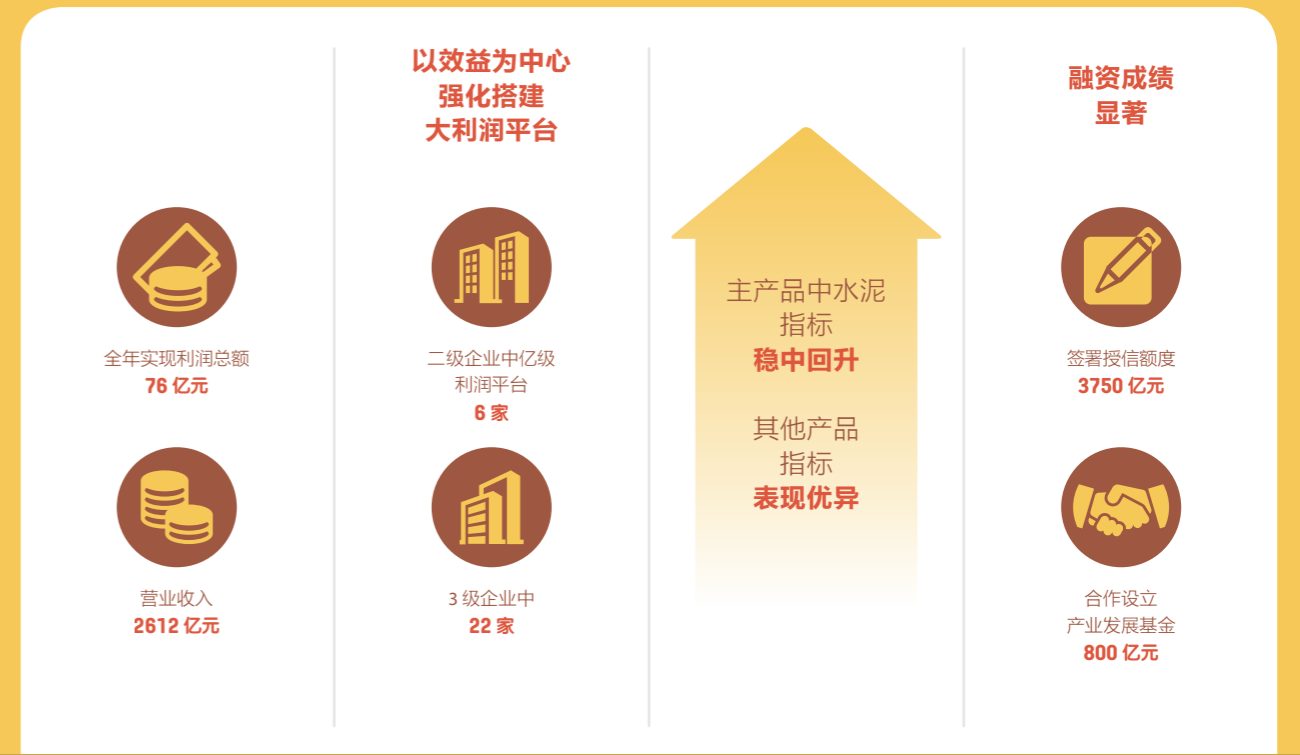 全年实现利润总额
76 亿元
营业收入
2612 亿元
以效益为中心
强化搭建
大利润平台
二级企业中亿级
利润平台
6 家
3 级企业中
22 家
主产品中水泥
指标
稳中回升
其他产品
指标
表现优异
融资成绩
显著
签署授信额度
3750 亿元
合作设立
产业发展基金
800 亿元